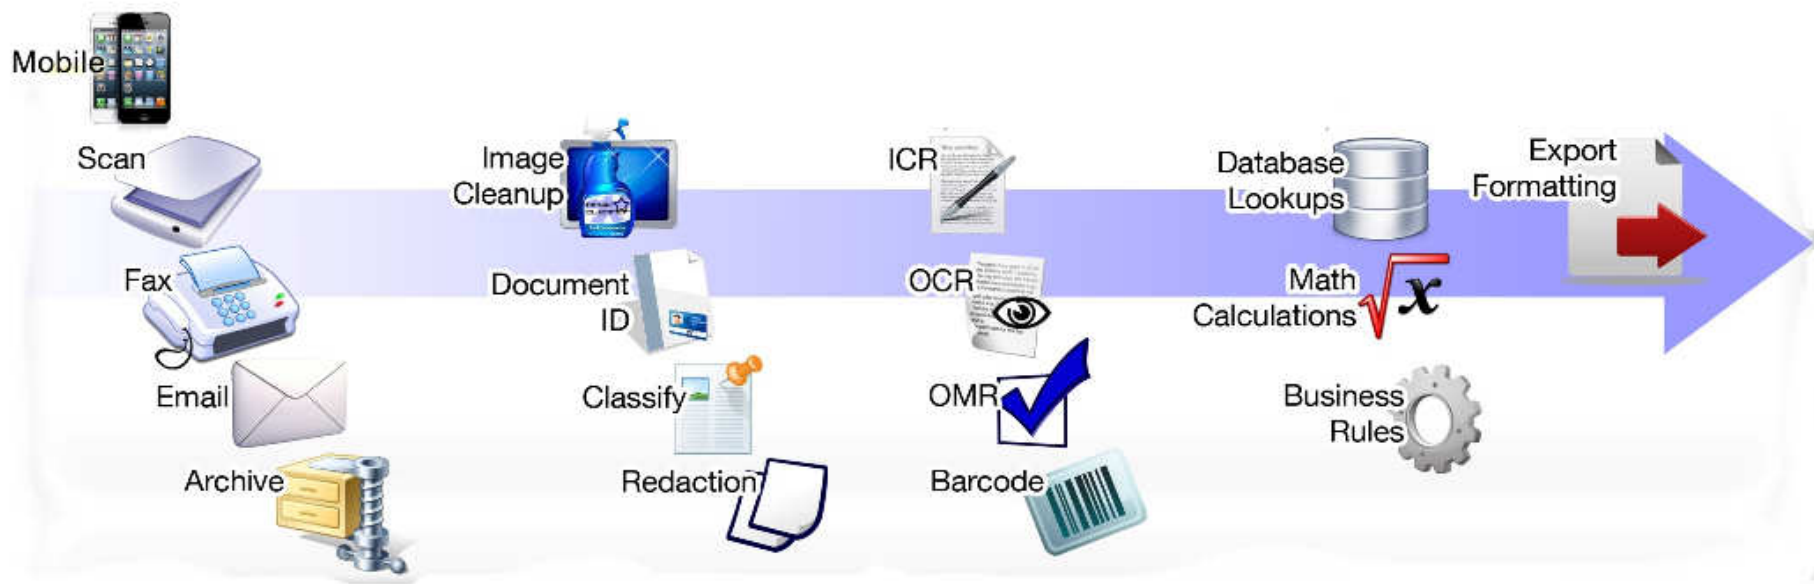 Mobile
Scan
Fax
Email
Archive
Image
Cleanup
Document
ID
Classify
Redaction
ICR
OCR
OMR
Barcode
Database
Lookups
Math
Calculations
x
Business
Rules
Export
Formatting